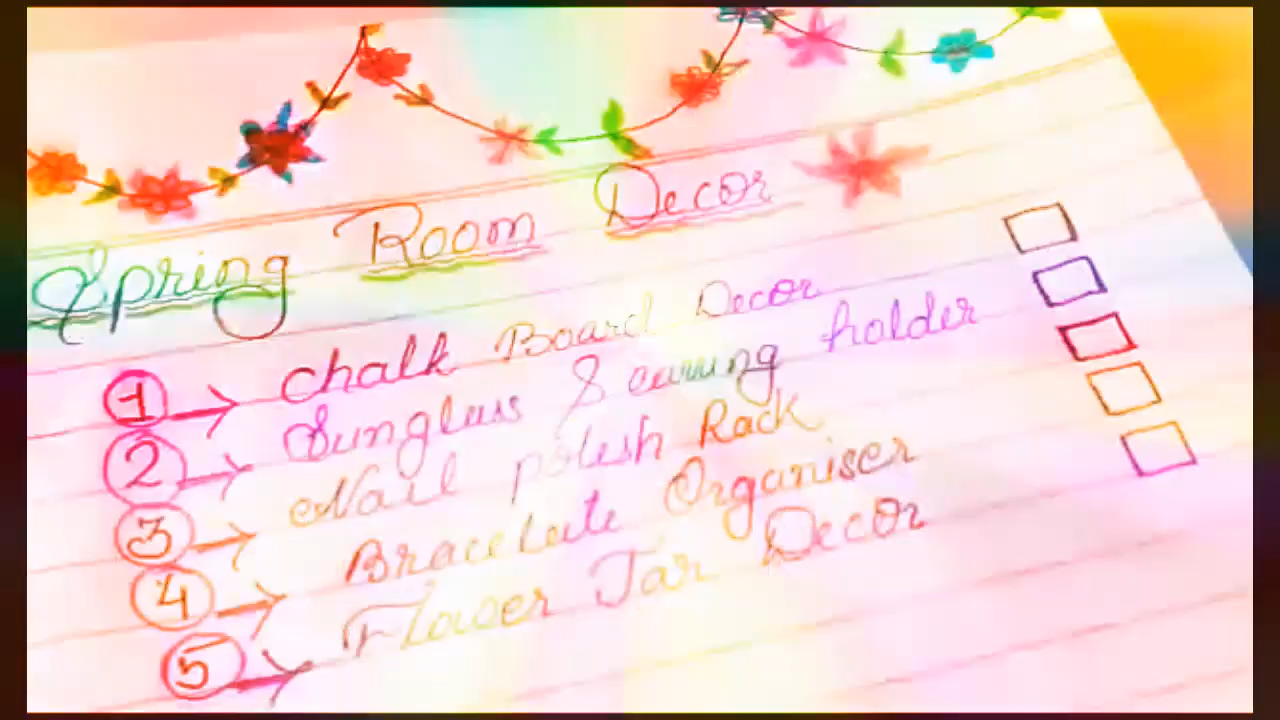 Spring Room Decor
1 → chalk Board Decor
2 → Sunglass & earring holder
3 → Nail polish Rack
4 → Bracelete Organiser
5 → Flower Jar Decor